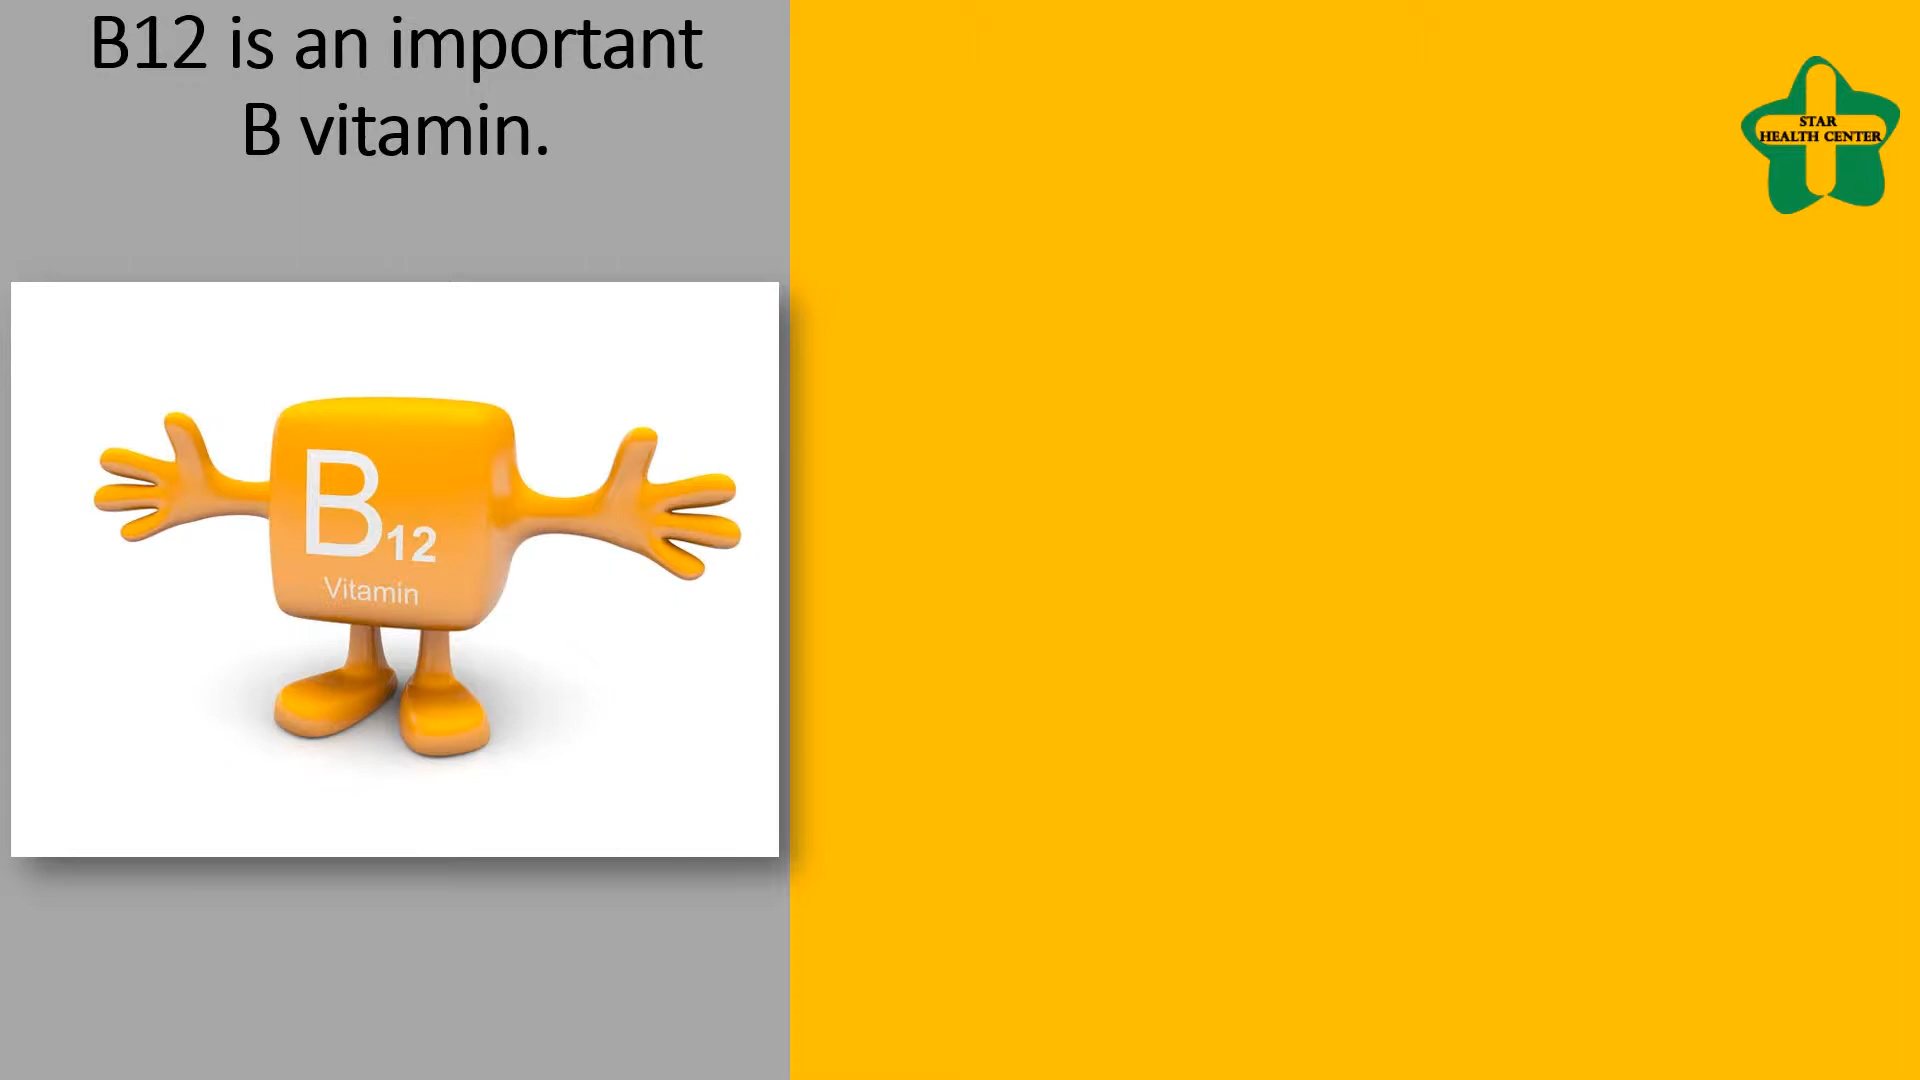 B12 is an important
B vitamin.
STAR
HEALTH CENTER
B12
Vitamin